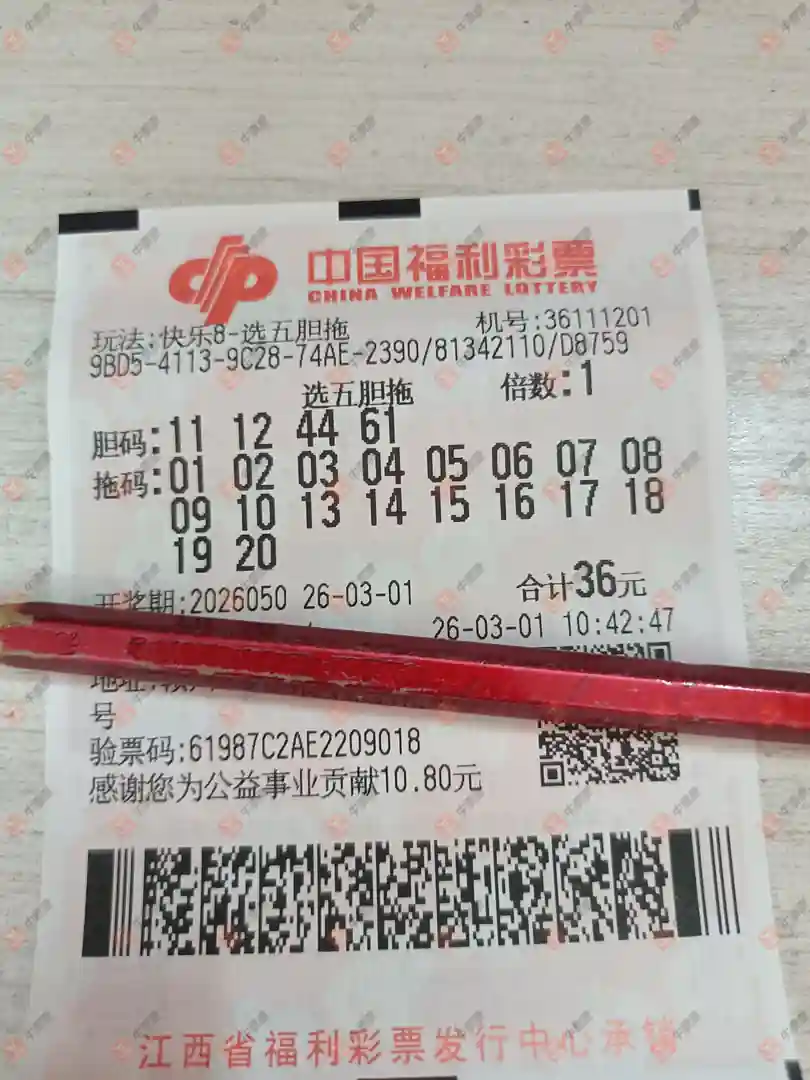 中国福利彩票
CHINA WELFARE LOTTERY
玩法:快乐8-选五胆拖 机号:36111201
9BD5-4113-9C28-74AE-2390/81342110/D8759
选五胆拖 倍数:1
胆码:11 12 44 61
拖码:01 02 03 04 05 06 07 08
09 10 13 14 15 16 17 18
19 20
开奖期:2026050 26-03-01 合计36元
26-03-01 10:42:47
地址:
号
验票码:61987C2AE2209018
感谢您为公益事业贡献10.80元
江西省福利彩票发行中心承销